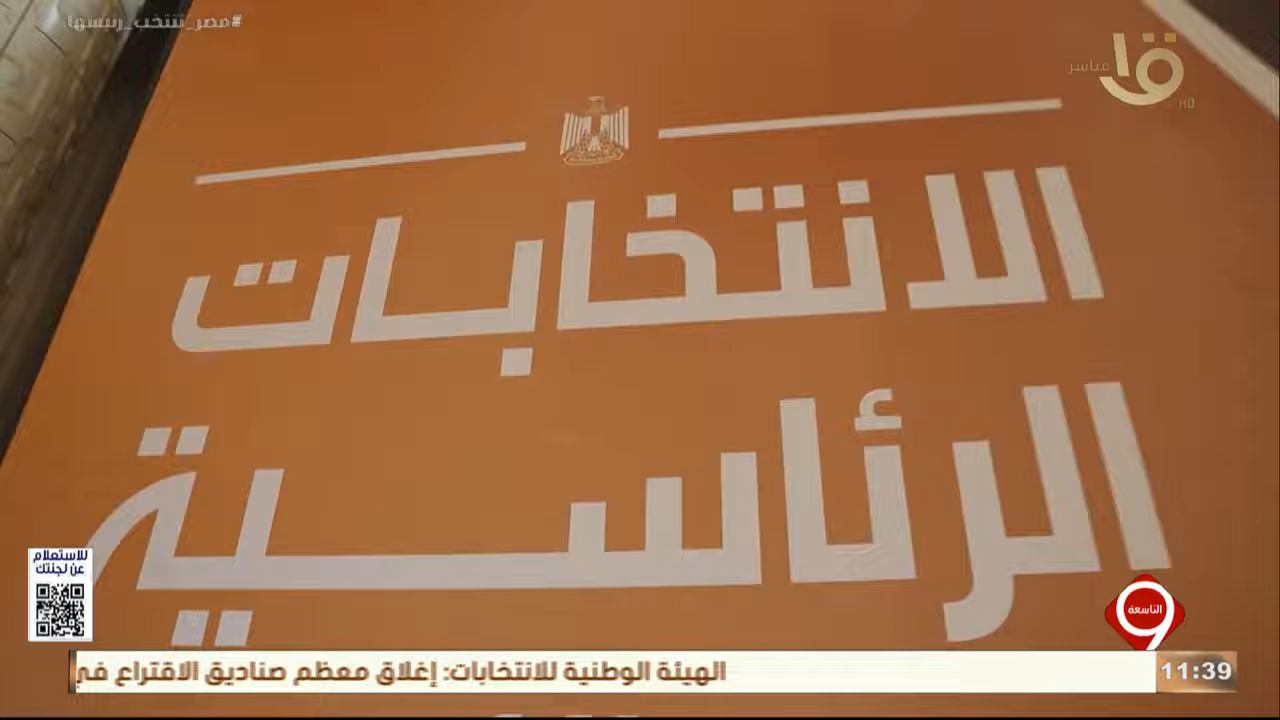 #مصر_تنتخب_رئيسها
مباشر
HD
الانتخابات
الرئاسية
للاستعلام
عن لجنتك
التاسعة
9
الهيئة الوطنية للانتخابات: إغلاق معظم صناديق الاقتراع في
11:39